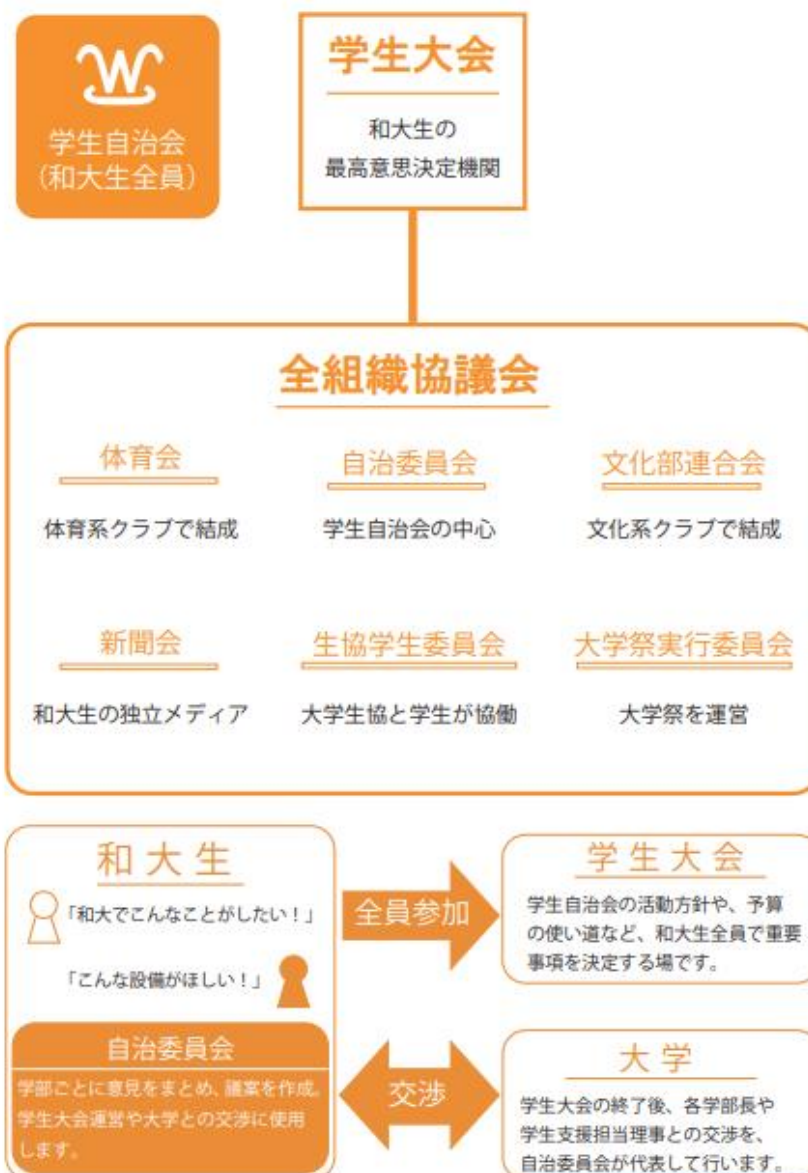 W
学生自治会
(和大生全員)
学生大会
和大生の
最高意思決定機関
全組織協議会
体育会
体育系クラブで結成
自治委員会
学生自治会の中心
文化部連合会
文化系クラブで結成
新聞会
和大生の独立メディア
生協学生委員会
大学生協と学生が協働
大学祭実行委員会
大学祭を運営
和大生
「和大でこんなことがしたい！」
「こんな設備がほしい！」
自治委員会
学部ごとに意見をまとめ、議案を作成。
学生大会運営や大学との交渉に使用
します。
全員参加
学生大会
学生自治会の活動方針や、予算
の使い道など、和大生全員で重要
事項を決定する場です。
交渉
大学
学生大会の終了後、各学部長や
学生支援担当理事との交渉を、
自治委員会が代表して行います。